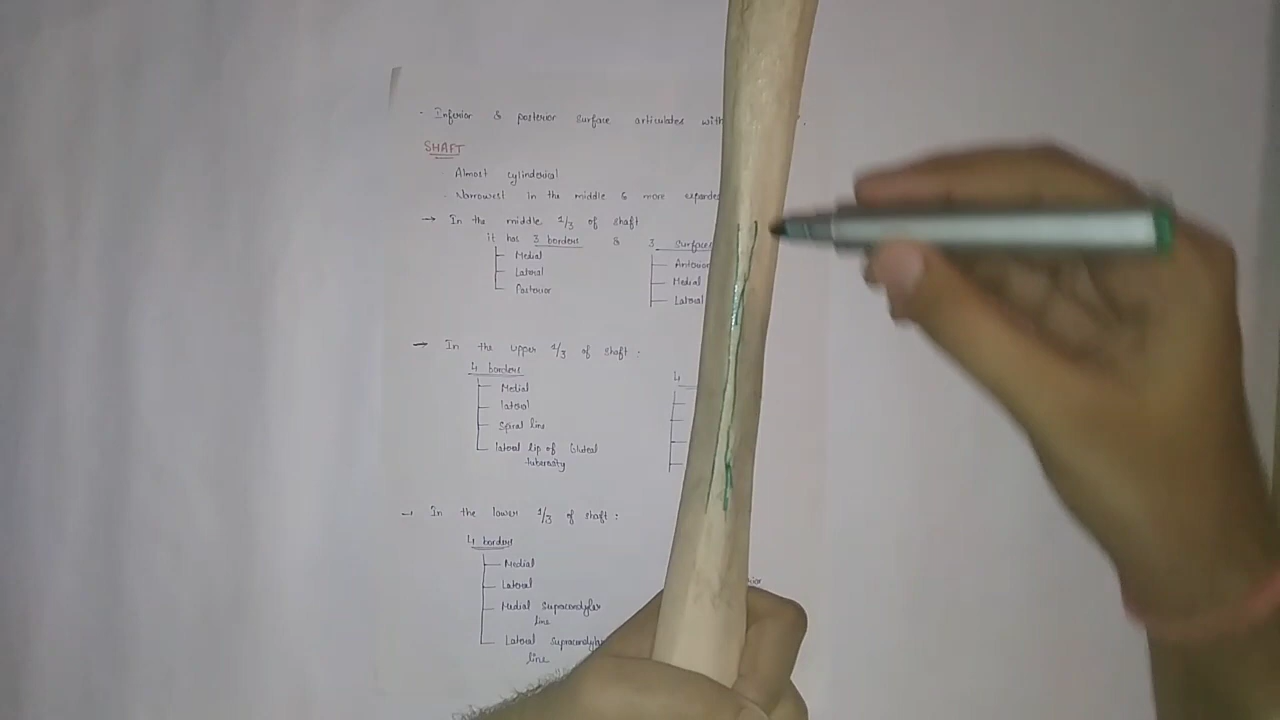 - Inferior & posterior surface articulates with
SHAFT
- Almost cylinderial
- Narrowest in the middle & more expanded
→ In the middle 1/3 of shaft
it has 3 borders & 3 Surfaces
Medial
Lateral
Posterior
Anterior
Medial
Lateral
→ In the upper 1/3 of shaft :
4 borders
Medial
lateral
Spiral line
lateral lip of Gluteal tuberosity
4
→ In the lower 1/3 of shaft :
4 borders
Medial
Lateral
Medial Supracondylar
line
Lateral Supracondylar
line